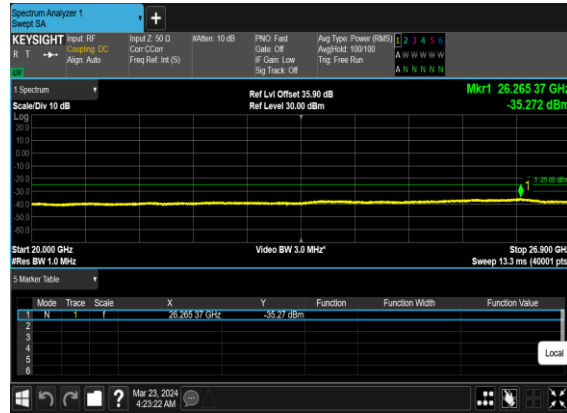 Spectrum Analyzer 1
Swept SA
+
KEYSIGHT Input: RF Input Z: 50 Ω #Atten: 10 dB PNO: Fast Avg Type: Power (RMS) 1 2 3 4 5 6
R T Coupling: DC Corr CCorr Gate: Off Avg|Hold: 100/100 A W W W W W
Align: Auto Freq Ref: Int (S) IF Gain: Low Trig: Free Run
LW Sig Track: Off A N N N N N
1 Spectrum Ref Lvl Offset 35.90 dB Mkr1 26.265 37 GHz
Scale/Div 10 dB Ref Level 30.00 dBm -35.272 dBm
Log
20.0
10.0
0.00
-10.0
-20.0
1 -25.00 dBm
-30.0
1
-40.0
-50.0
-60.0
Start 20.000 GHz Video BW 3.0 MHz* Stop 26.900 GHz
#Res BW 1.0 MHz Sweep 13.3 ms (40001 pts
5 Marker Table
Mode Trace Scale X Y Function Function Width Function Value
1 N 1 f 26.265 37 GHz -35.27 dBm
2
3
4
5
6
Local
? Mar 23, 2024
4:23:22 AM